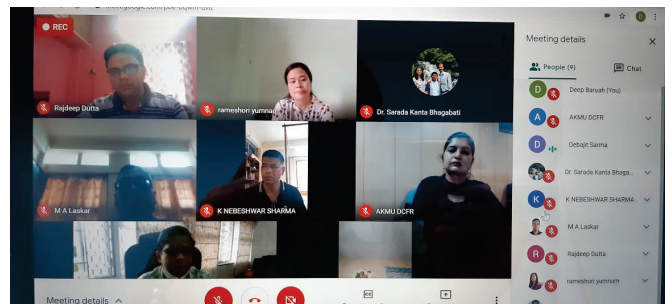 REC
Rajdeep Dutta
rameshori yumnam
Dr. Sarada Kanta Bhagabati
M A Laskar
K NEBESHWAR SHARMA
AKMU DCFR
Meeting details
Meeting details
People (9)
Chat
D
Deep Baruah (You)
A
AKMU DCFR
D
Debajit Sarma
Dr. Sarada Kanta Bhaga...
K
K NEBESHWAR SHARMA
M A Laskar
R
Rajdeep Dutta
rameshori yumnam